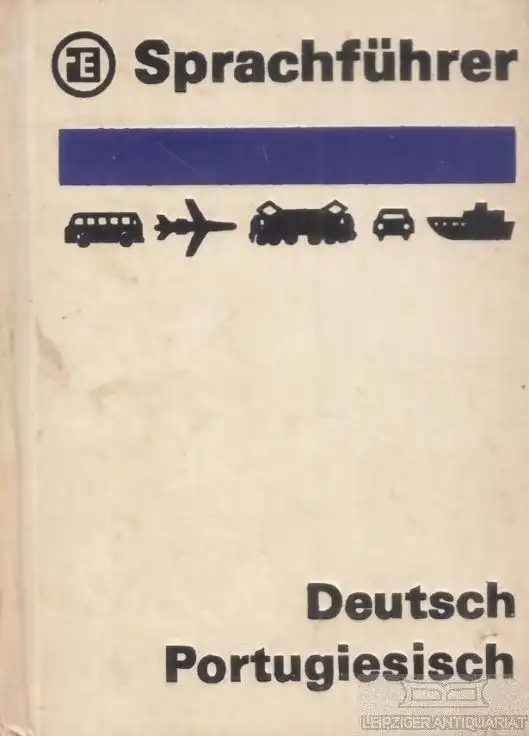 Sprachführer
Deutsch
Portugiesisch
LEIPZIGER ANTIQUARIAT